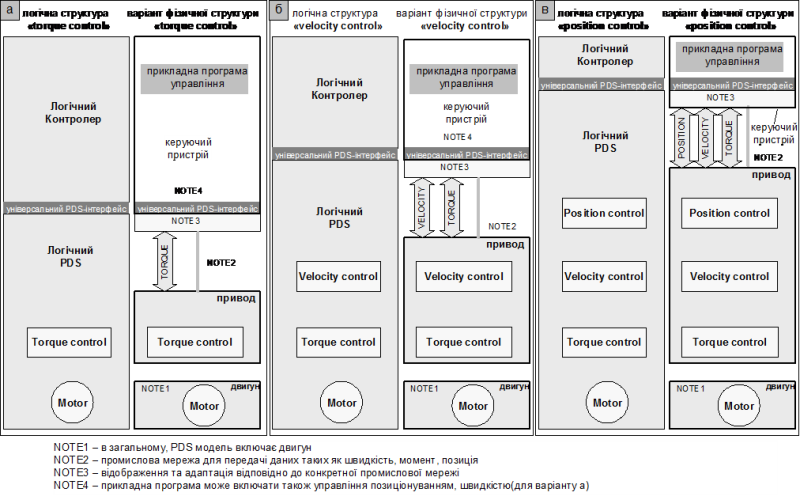 а
логічна структура
«torque control»
варіант фізичної структури
«torque control»
Логічний
Контролер
прикладна програма
управління
керуючий
пристрій
NOTE4
універсальний PDS-інтерфейс
універсальний PDS-інтерфейс
NOTE3
Логічний
PDS
TORQUE
NOTE2
привод
Torque control
Torque control
NOTE1
двигун
Motor
Motor
б
логічна структура
«velocity control»
варіант фізичної структури
«velocity control»
Логічний
Контролер
прикладна програма
управління
керуючий
пристрій
NOTE4
універсальний PDS-інтерфейс
універсальний PDS-інтерфейс
NOTE3
Логічний
PDS
VELOCITY
TORQUE
NOTE2
привод
Velocity control
Velocity control
Torque control
Torque control
NOTE1
двигун
Motor
Motor
в
логічна структура
«position control»
варіант фізичної структури
«position control»
Логічний
Контролер
прикладна програма
управління
універсальний PDS-інтерфейс
універсальний PDS-інтерфейс
NOTE3
Логічний
PDS
POSITION
VELOCITY
TORQUE
керуючий
пристрій
NOTE2
привод
Position control
Position control
Velocity control
Velocity control
Torque control
Torque control
NOTE1
двигун
Motor
Motor
NOTE1 – в загальному, PDS модель включає двигун
NOTE2 – промислова мережа для передачі даних таких як швидкість, момент, позиція
NOTE3 – відображення та адаптація відповідно до конкретної промислової мережі
NOTE4 – прикладна програма може включати також управління позиціонуванням, швидкістю(для варіанту а)